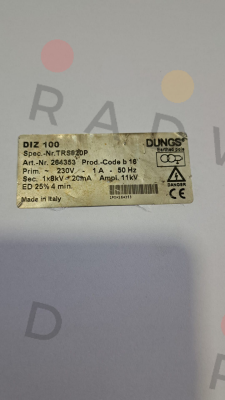 DIZ 100
DUNGS®
Spec.-Nr.TRS820P
Art.-Nr. 264353 Prod.-Code b 16
Prim. ~ 230V - 1 A - 50 Hz
Sec. 1x8kV - 20mA Ampl. 11kV
ED 25% 4 min.
DANGER
CE
Made in Italy
RADW